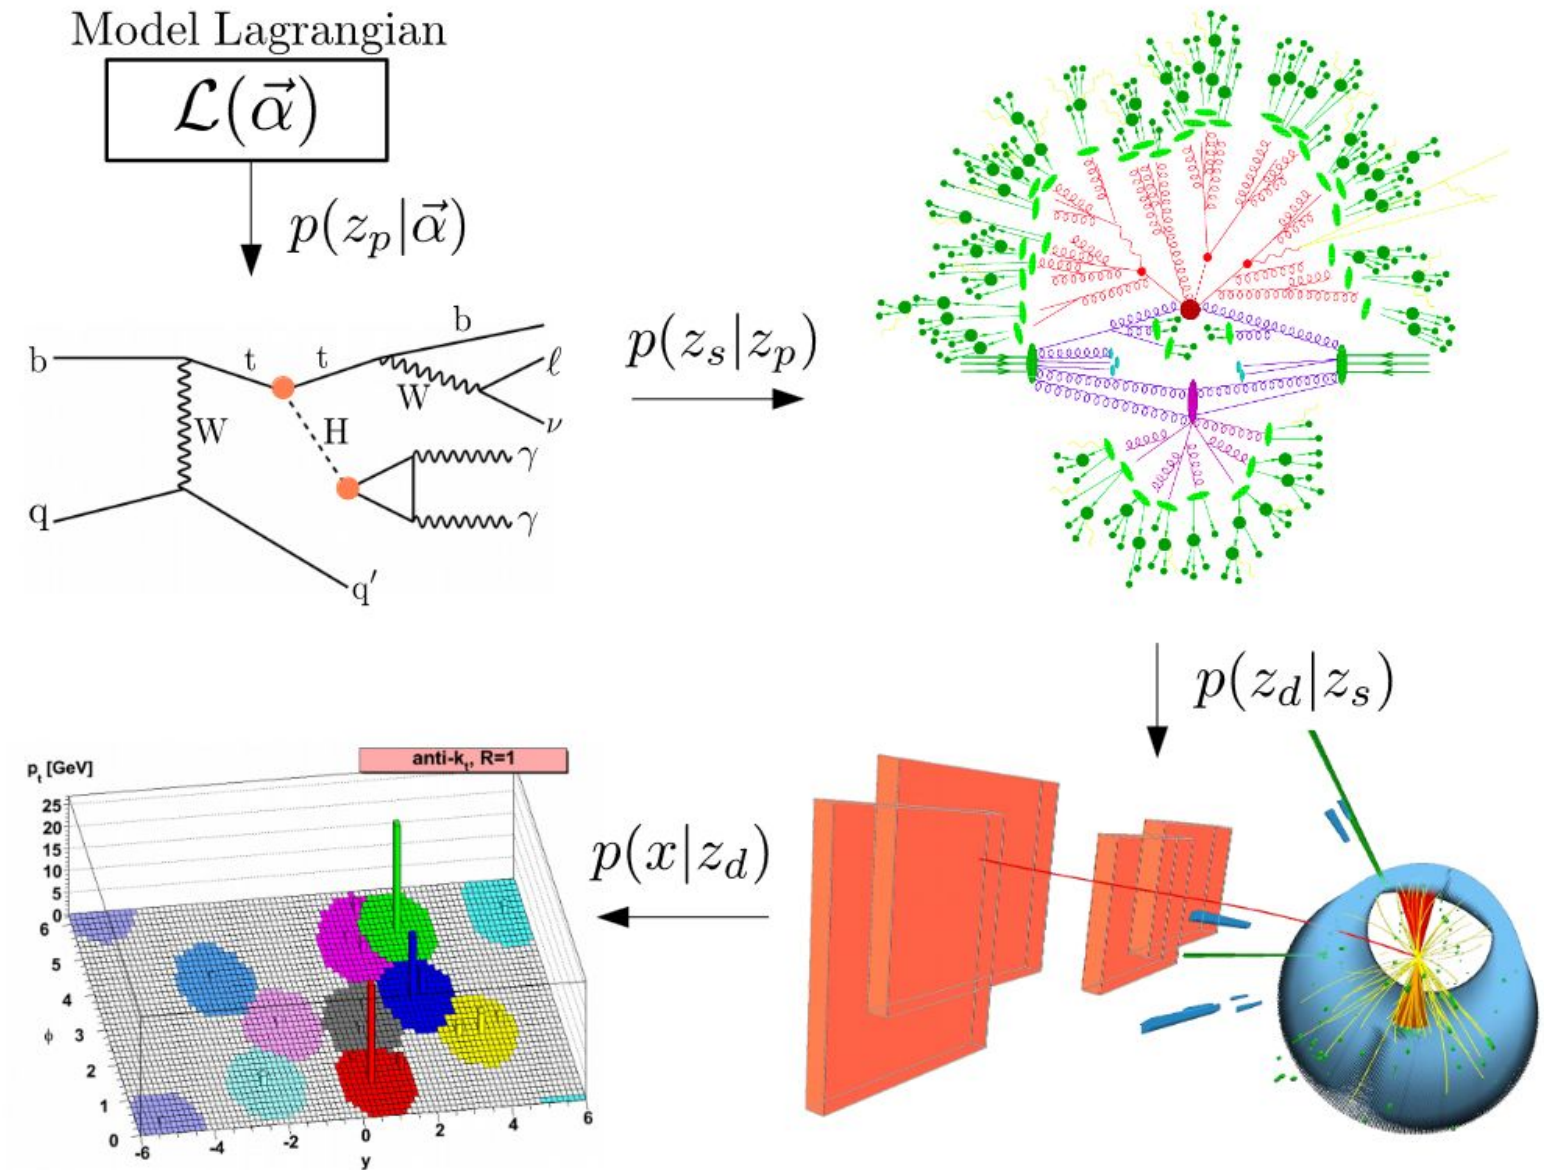 Model Lagrangian
ℒ(α⃗)
p(z_p|α⃗)
b
t
t
b
W
H
W
ℓ
ν
γ
γ
q
q′
p(z_s|z_p)
p(z_d|z_s)
p(x|z_d)
anti-k_t, R=1
p_t [GeV]
25
20
15
10
5
0
6
5
4
3
2
1
0
ϕ
-6
-4
-2
0
2
4
6
y